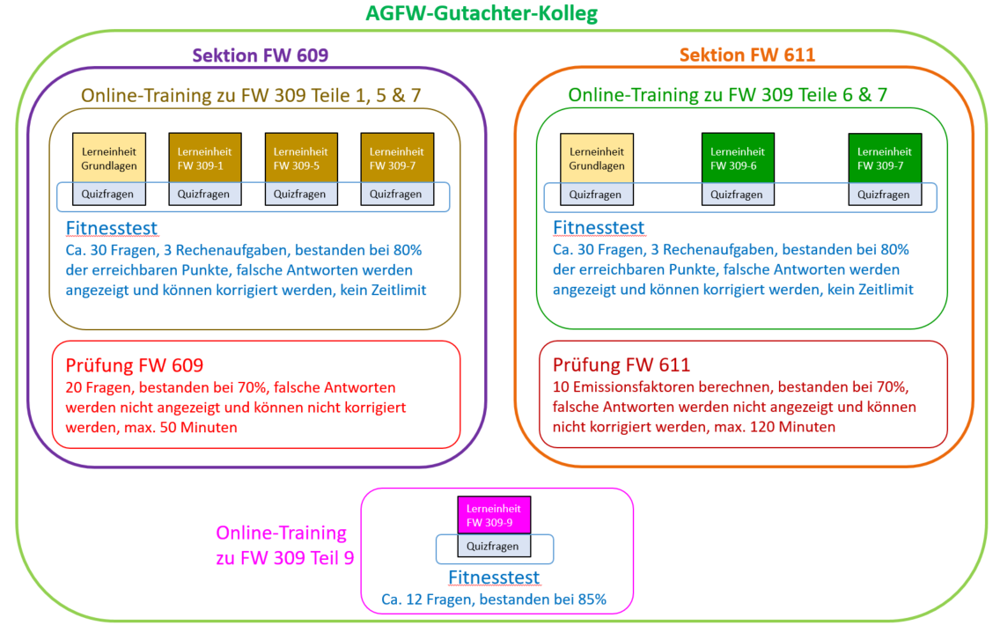 AGFW-Gutachter-Kolleg
Sektion FW 609
Online-Training zu FW 309 Teile 1, 5 & 7
Lerneinheit
Grundlagen
Quizfragen
Lerneinheit
FW 309-1
Quizfragen
Lerneinheit
FW 309-5
Quizfragen
Lerneinheit
FW 309-7
Quizfragen
Fitnesstest
Ca. 30 Fragen, 3 Rechenaufgaben, bestanden bei 80%
der erreichbaren Punkte, falsche Antworten werden
angezeigt und können korrigiert werden, kein Zeitlimit
Prüfung FW 609
20 Fragen, bestanden bei 70%, falsche Antworten
werden nicht angezeigt und können nicht korrigiert
werden, max. 50 Minuten
Sektion FW 611
Online-Training zu FW 309 Teile 6 & 7
Lerneinheit
Grundlagen
Quizfragen
Lerneinheit
FW 309-6
Quizfragen
Lerneinheit
FW 309-7
Quizfragen
Fitnesstest
Ca. 30 Fragen, 3 Rechenaufgaben, bestanden bei 80%
der erreichbaren Punkte, falsche Antworten werden
angezeigt und können korrigiert werden, kein Zeitlimit
Prüfung FW 611
10 Emissionsfaktoren berechnen, bestanden bei 70%,
falsche Antworten werden nicht angezeigt und können
nicht korrigiert werden, max. 120 Minuten
Online-Training
zu FW 309 Teil 9
Lerneinheit
FW 309-9
Quizfragen
Fitnesstest
Ca. 12 Fragen, bestanden bei 85%